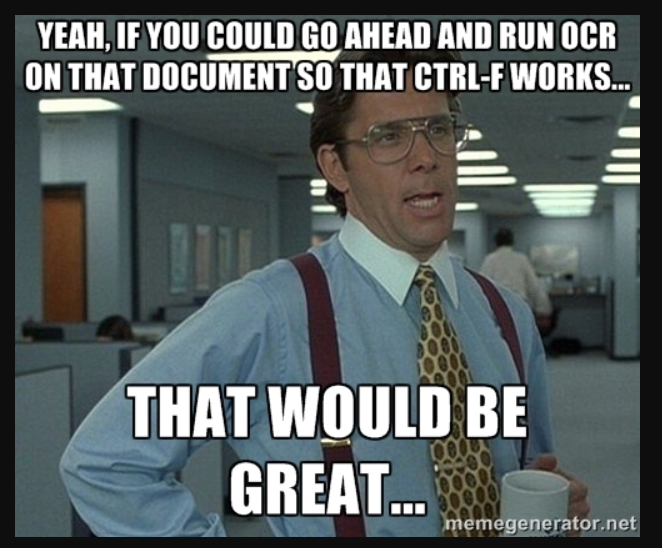 YEAH, IF YOU COULD GO AHEAD AND RUN OCR
ON THAT DOCUMENT SO THAT CTRL-F WORKS...
THAT WOULD BE
GREAT...
memegenerator.net